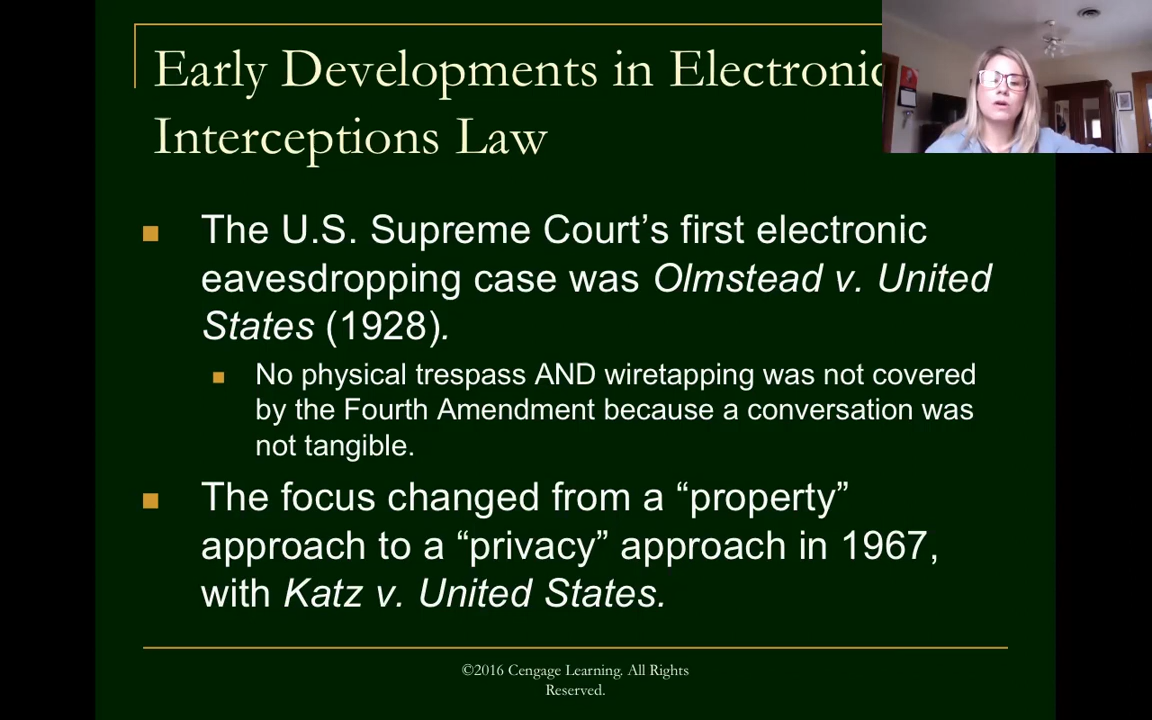 Early Developments in Electronic
Interceptions Law
The U.S. Supreme Court’s first electronic
eavesdropping case was Olmstead v. United
States (1928).
No physical trespass AND wiretapping was not covered
by the Fourth Amendment because a conversation was
not tangible.
The focus changed from a “property”
approach to a “privacy” approach in 1967,
with Katz v. United States.
©2016 Cengage Learning. All Rights
Reserved.